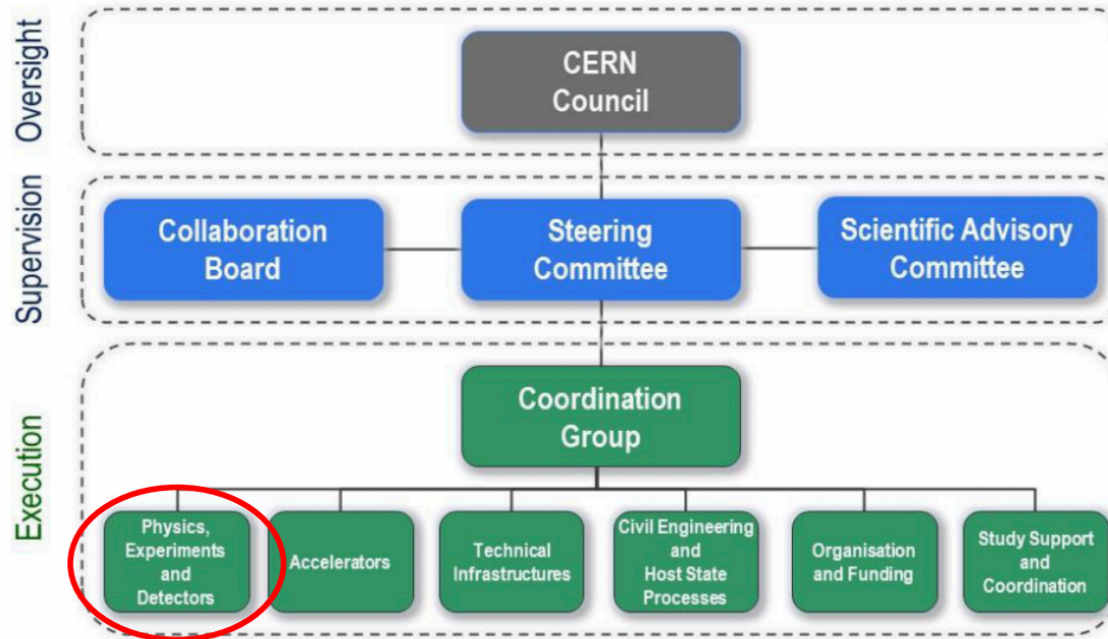 Oversight
CERN
Council
Supervision
Collaboration
Board
Steering
Committee
Scientific Advisory
Committee
Execution
Coordination
Group
Physics,
Experiments
and
Detectors
Accelerators
Technical
Infrastructures
Civil Engineering
and
Host State
Processes
Organisation
and Funding
Study Support
and
Coordination